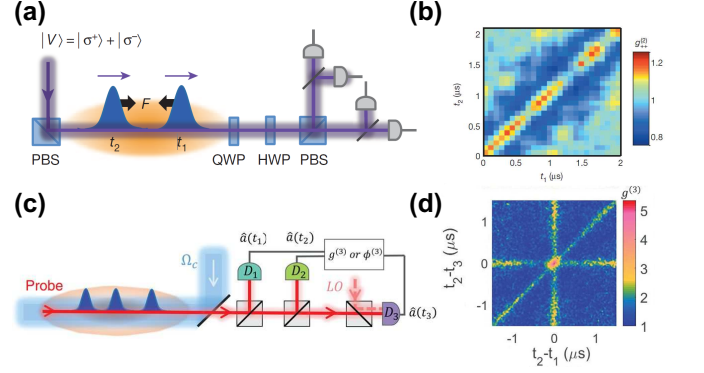 (a)
|V⟩=|σ⁺⟩+|σ⁻⟩
F
t₂
t₁
PBS
QWP
HWP
PBS
(b)
g₊₊⁽²⁾
2
1.5
1
0.5
0
0
0.5
1
1.5
2
t₂ (μs)
t₁ (μs)
1.2
1
0.8
(c)
Probe
Ω_c
â(t₁)
â(t₂)
g⁽³⁾ or ϕ⁽³⁾
D₁
D₂
LO
D₃
â(t₃)
(d)
g⁽³⁾
t₂-t₃ (μs)
1
0
-1
-1
0
1
t₂-t₁ (μs)
5
4
3
2
1